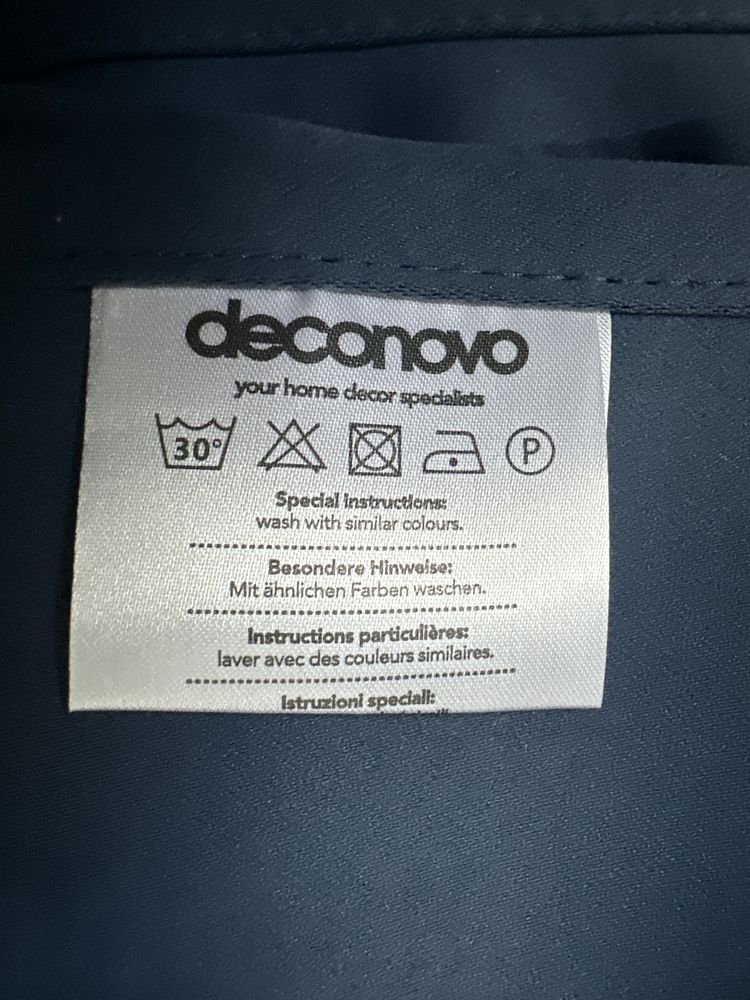 deconovo
your home decor specialists
30°
P
Special instructions:
wash with similar colours.
Besondere Hinweise:
Mit ähnlichen Farben waschen.
Instructions particulières:
laver avec des couleurs similaires.
Istruzioni speciali: